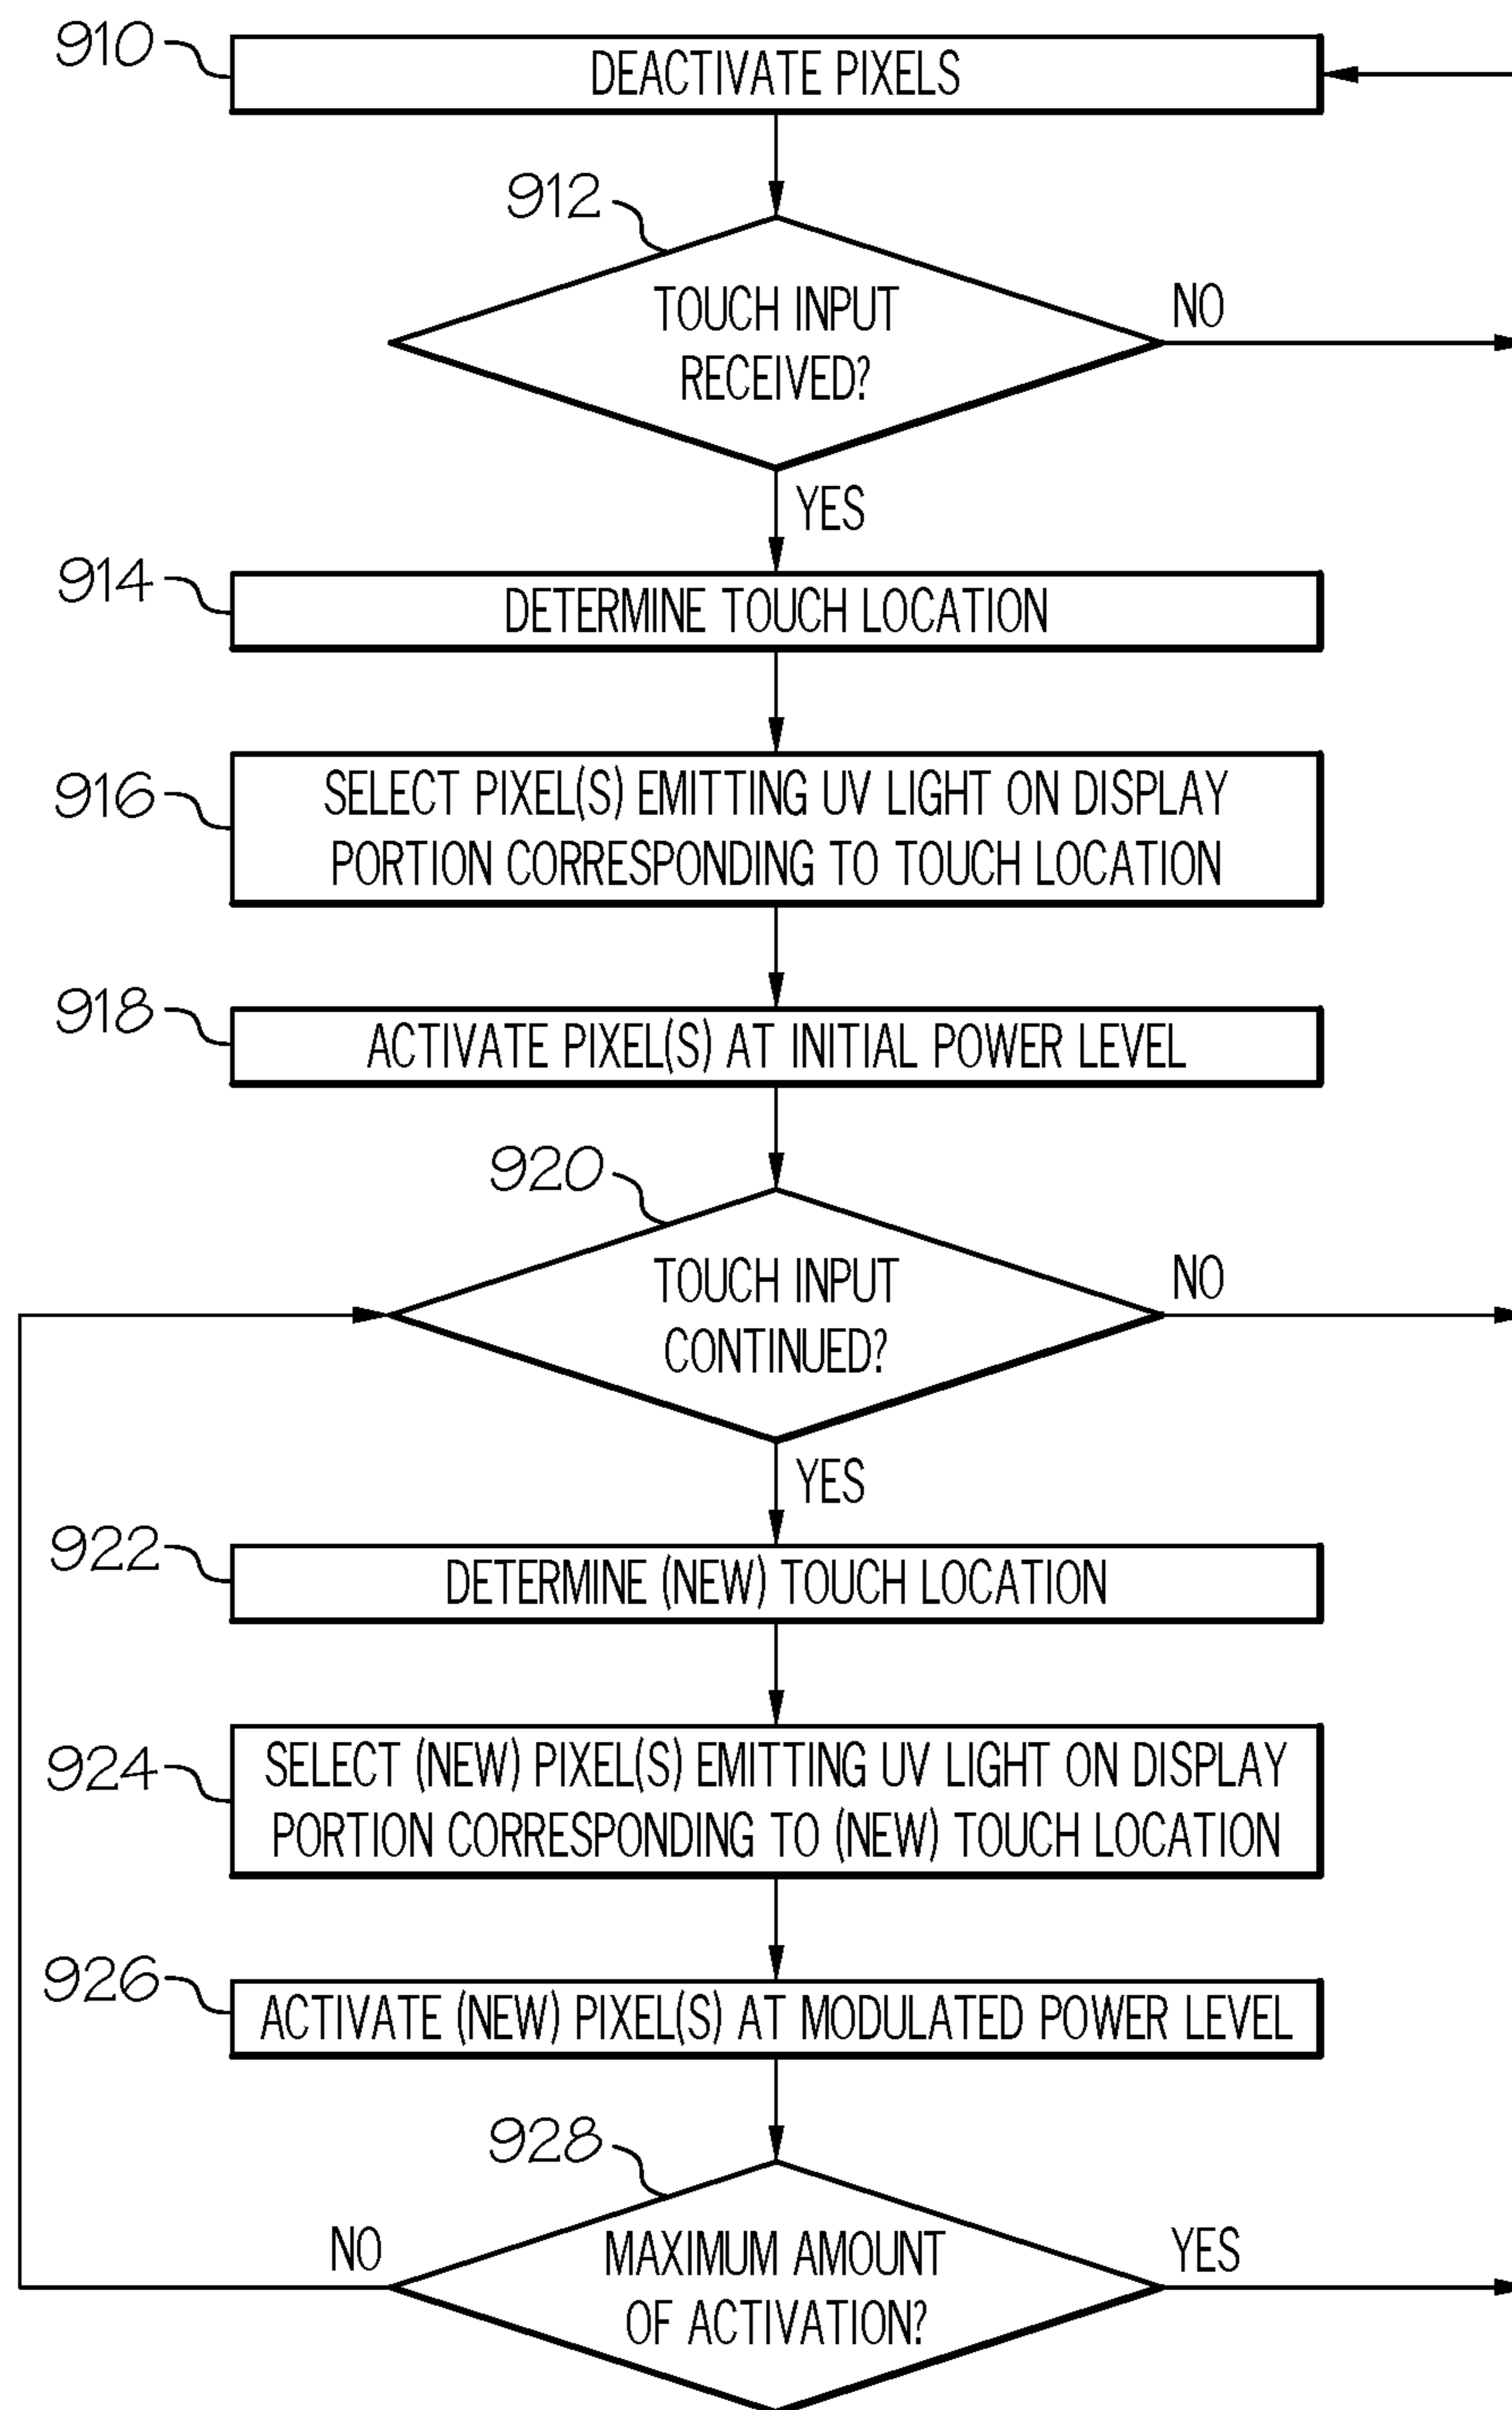 910
DEACTIVATE PIXELS
912
TOUCH INPUT
RECEIVED?
NO
YES
914
DETERMINE TOUCH LOCATION
916
SELECT PIXEL(S) EMITTING UV LIGHT ON DISPLAY
PORTION CORRESPONDING TO TOUCH LOCATION
918
ACTIVATE PIXEL(S) AT INITIAL POWER LEVEL
920
TOUCH INPUT
CONTINUED?
NO
YES
922
DETERMINE (NEW) TOUCH LOCATION
924
SELECT (NEW) PIXEL(S) EMITTING UV LIGHT ON DISPLAY
PORTION CORRESPONDING TO (NEW) TOUCH LOCATION
926
ACTIVATE (NEW) PIXEL(S) AT MODULATED POWER LEVEL
928
NO
MAXIMUM AMOUNT
OF ACTIVATION?
YES